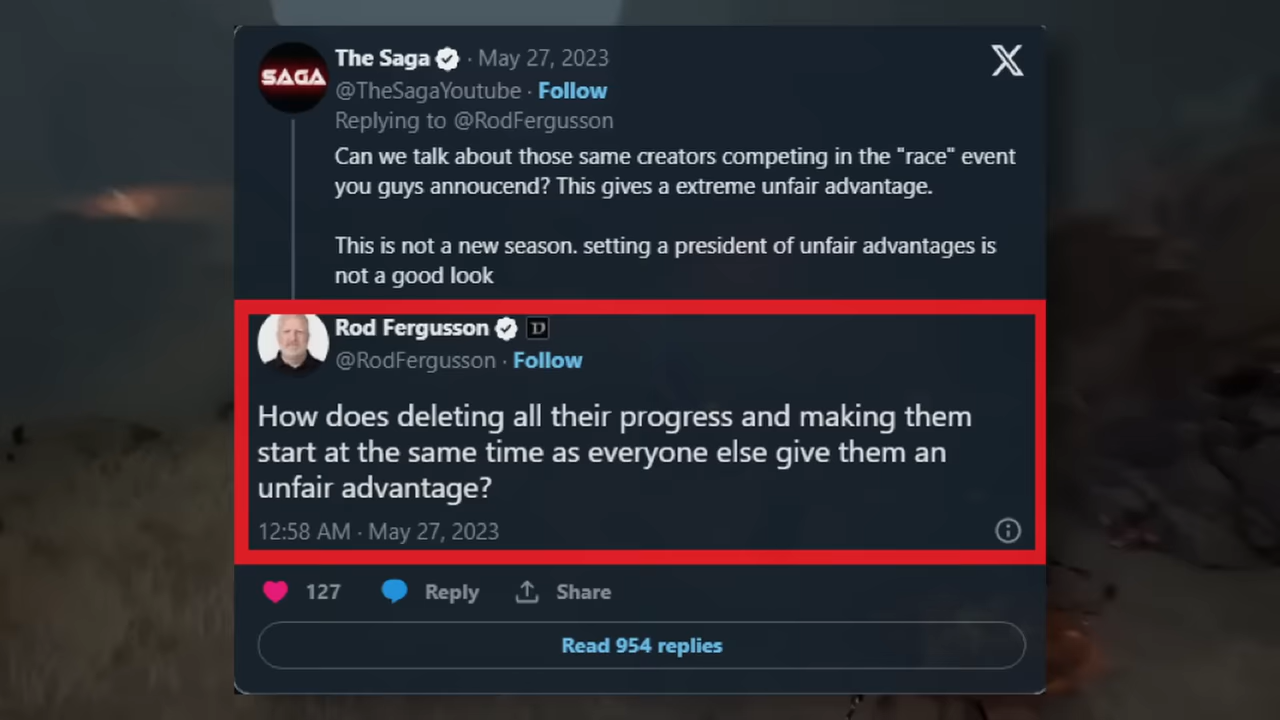 The Saga · May 27, 2023
SAGA
@TheSagaYoutube · Follow
Replying to @RodFergusson
Can we talk about those same creators competing in the "race" event
you guys annoucend? This gives a extreme unfair advantage.
This is not a new season. setting a president of unfair advantages is
not a good look
Rod Fergusson D
@RodFergusson · Follow
How does deleting all their progress and making them
start at the same time as everyone else give them an
unfair advantage?
12:58 AM · May 27, 2023
127 Reply Share
Read 954 replies